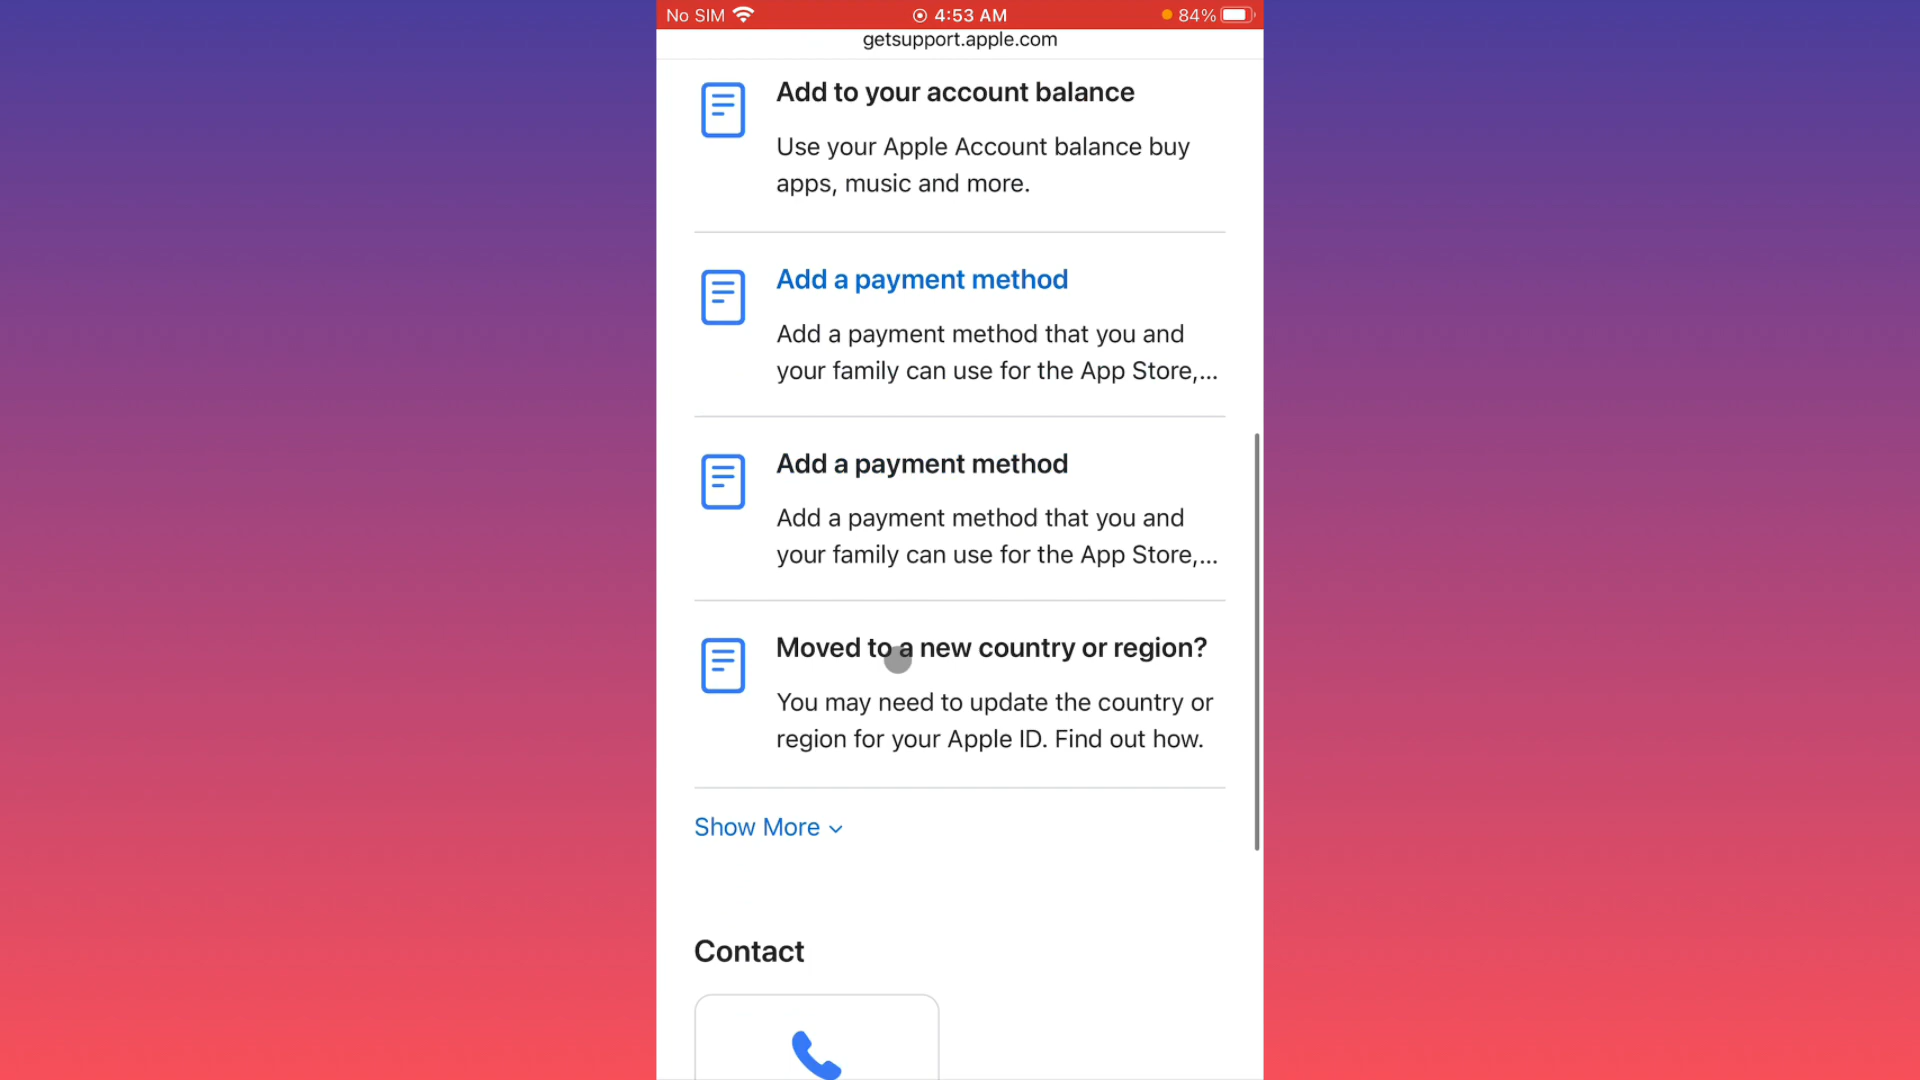 No SIM 4:53 AM 84%
getsupport.apple.com
Add to your account balance
Use your Apple Account balance buy
apps, music and more.
Add a payment method
Add a payment method that you and
your family can use for the App Store,...
Add a payment method
Add a payment method that you and
your family can use for the App Store,...
Moved to a new country or region?
You may need to update the country or
region for your Apple ID. Find out how.
Show More
Contact